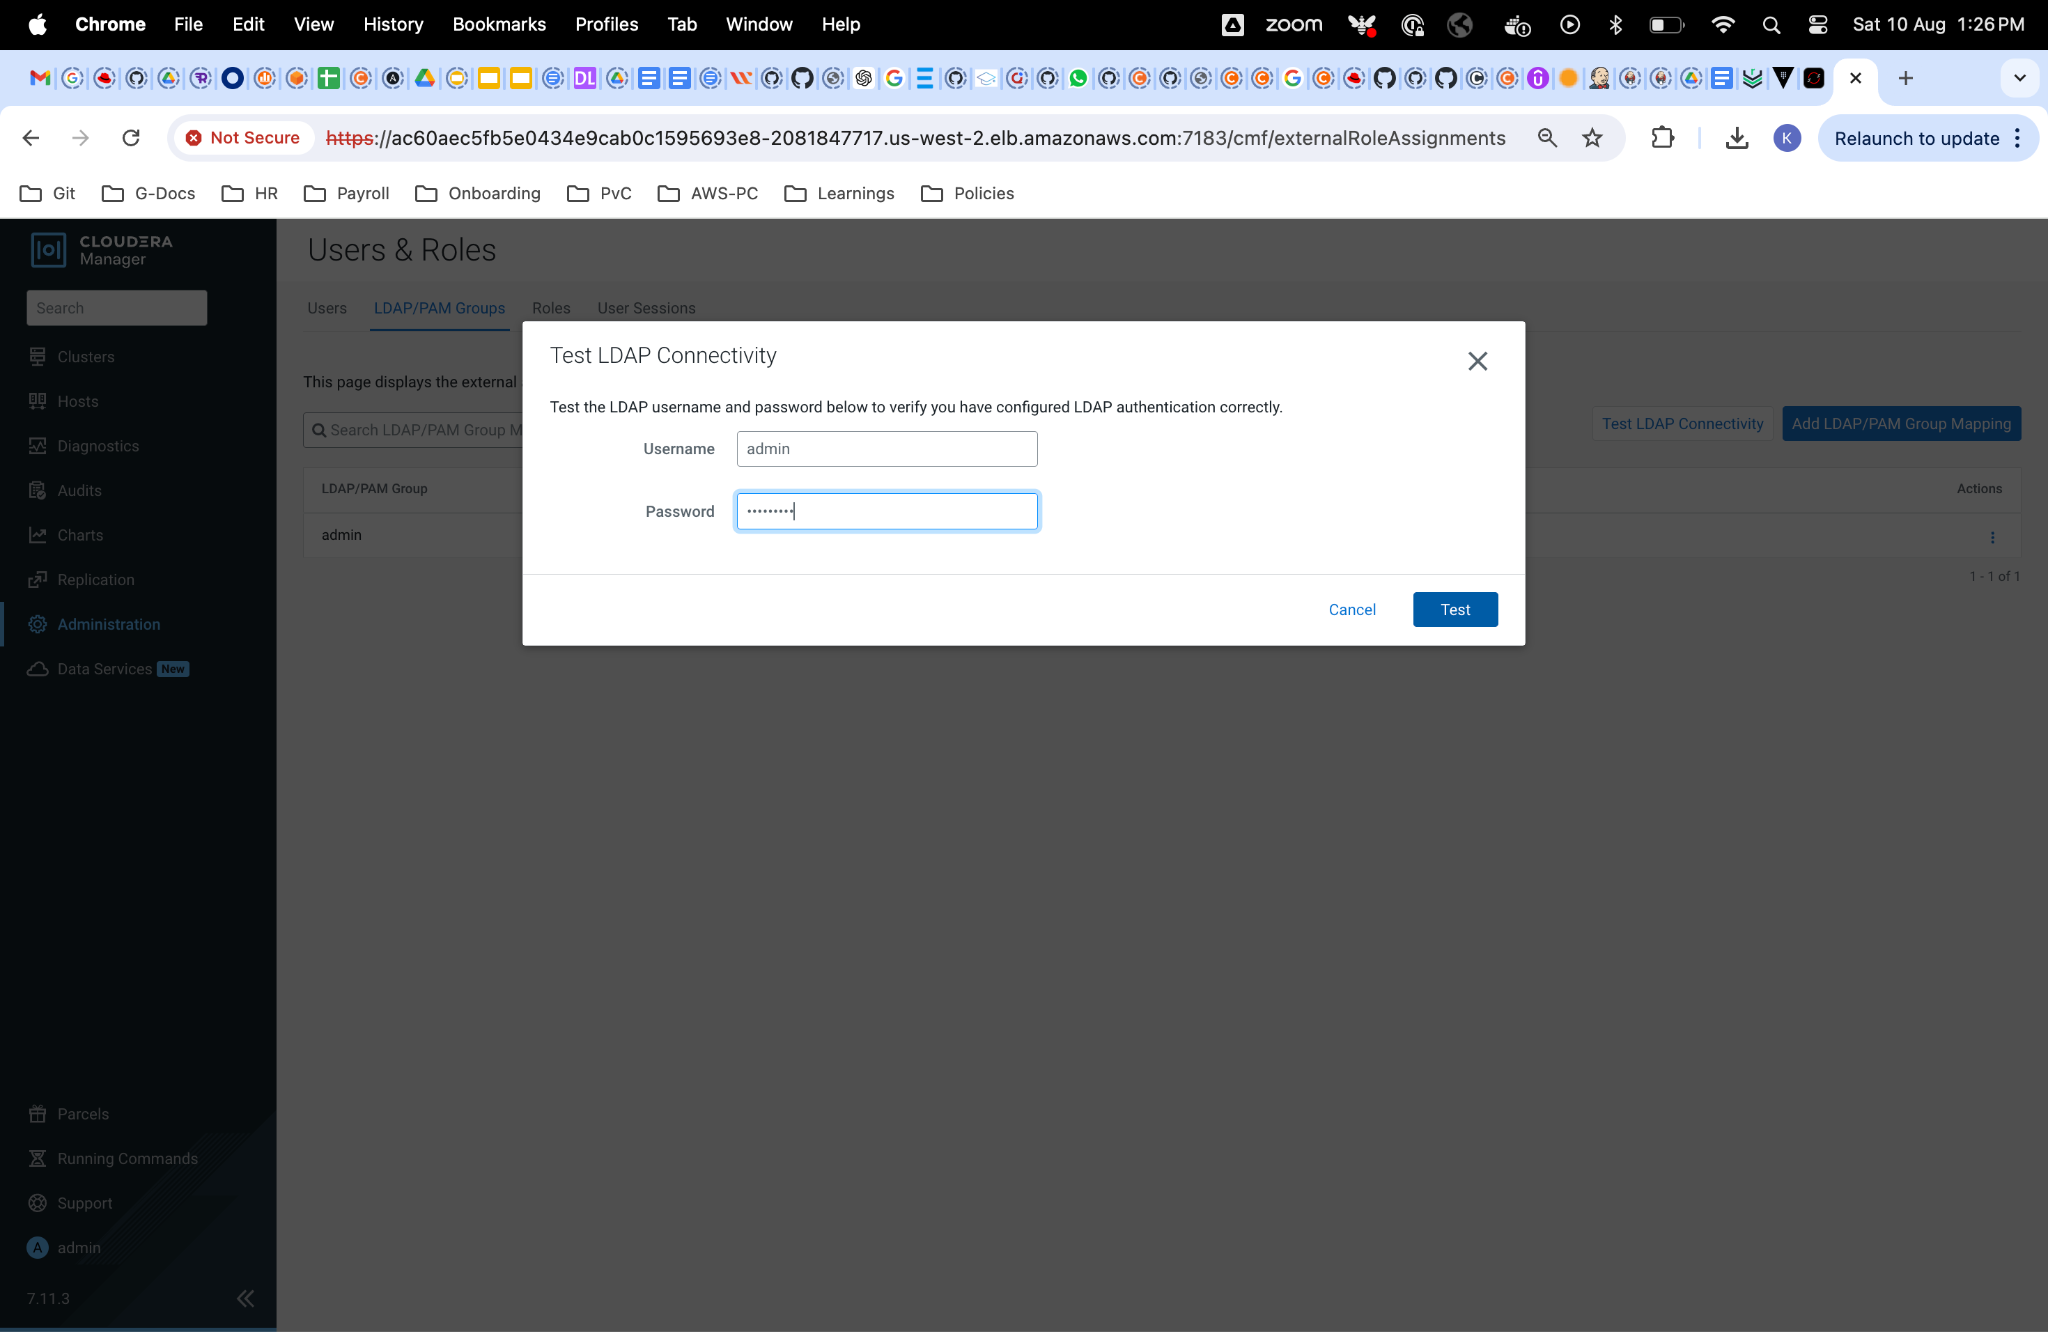 Chrome File Edit View History Bookmarks Profiles Tab Window Help zoom Sat 10 Aug 1:26 PM
DL
Not Secure https://ac60aec5fb5e0434e9cab0c1595693e8-2081847717.us-west-2.elb.amazonaws.com:7183/cmf/externalRoleAssignments K Relaunch to update
Git G-Docs HR Payroll Onboarding PvC AWS-PC Learnings Policies
CLOUDERA
Manager
Search
Clusters
Hosts
Diagnostics
Audits
Charts
Replication
Administration
Data Services New
Parcels
Running Commands
Support
A admin
7.11.3
Users & Roles
Users LDAP/PAM Groups Roles User Sessions
This page displays the external
Search LDAP/PAM Group M
Test LDAP Connectivity Add LDAP/PAM Group Mapping
LDAP/PAM Group Actions
admin
1 - 1 of 1
Test LDAP Connectivity
Test the LDAP username and password below to verify you have configured LDAP authentication correctly.
Username admin
Password •••••••••
Cancel Test